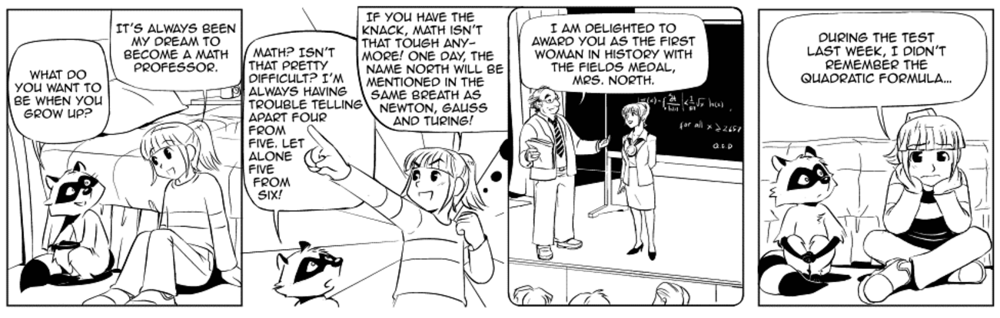 WHAT DO
YOU WANT TO
BE WHEN YOU
GROW UP?
IT'S ALWAYS BEEN
MY DREAM TO
BECOME A MATH
PROFESSOR.
MATH? ISN'T
THAT PRETTY
DIFFICULT? I'M
ALWAYS HAVING
TROUBLE TELLING
APART FOUR
FROM
FIVE. LET
ALONE
FIVE
FROM
SIX!
IF YOU HAVE THE
KNACK, MATH ISN'T
THAT TOUGH ANY-
MORE! ONE DAY, THE
NAME NORTH WILL BE
MENTIONED IN THE
SAME BREATH AS
NEWTON, GAUSS
AND TURING!
I AM DELIGHTED TO
AWARD YOU AS THE FIRST
WOMAN IN HISTORY WITH
THE FIELDS MEDAL,
MRS. NORTH.
for all x ≥ 2657
Q.E.D
DURING THE TEST
LAST WEEK, I DIDN'T
REMEMBER THE
QUADRATIC FORMULA...